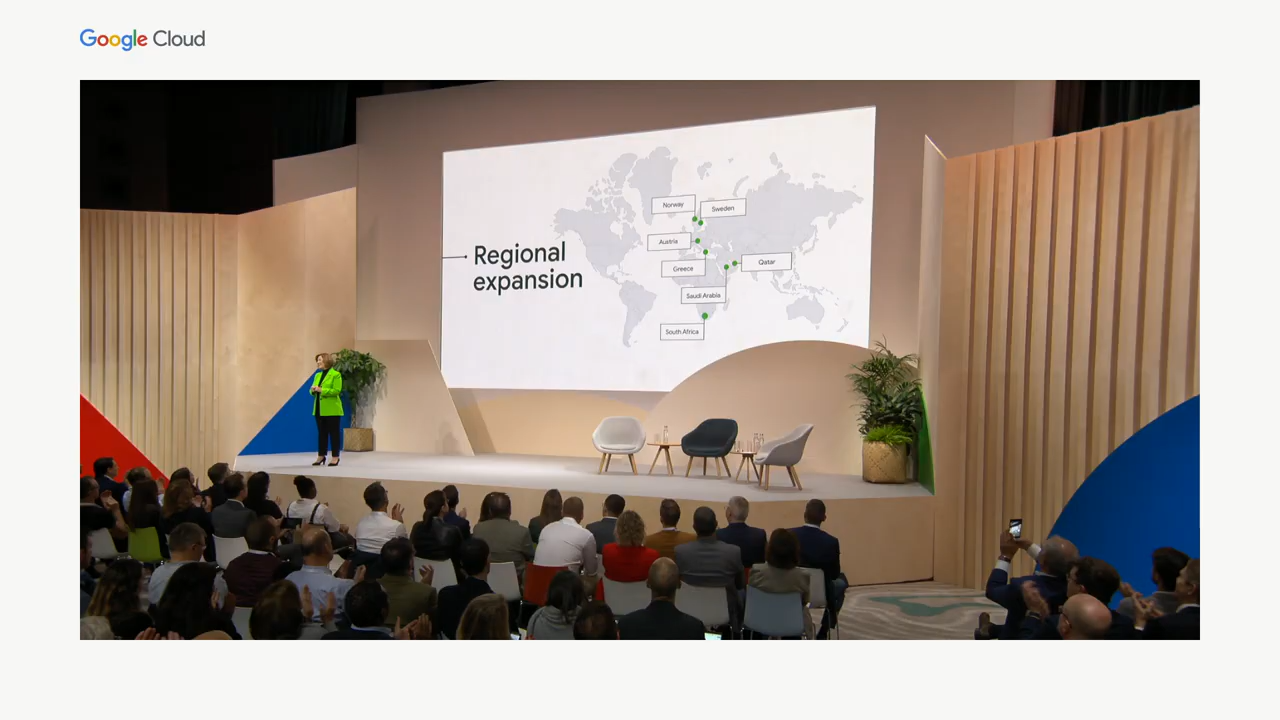 Google Cloud
Regional
expansion
Norway
Sweden
Austria
Greece
Qatar
Saudi Arabia
South Africa